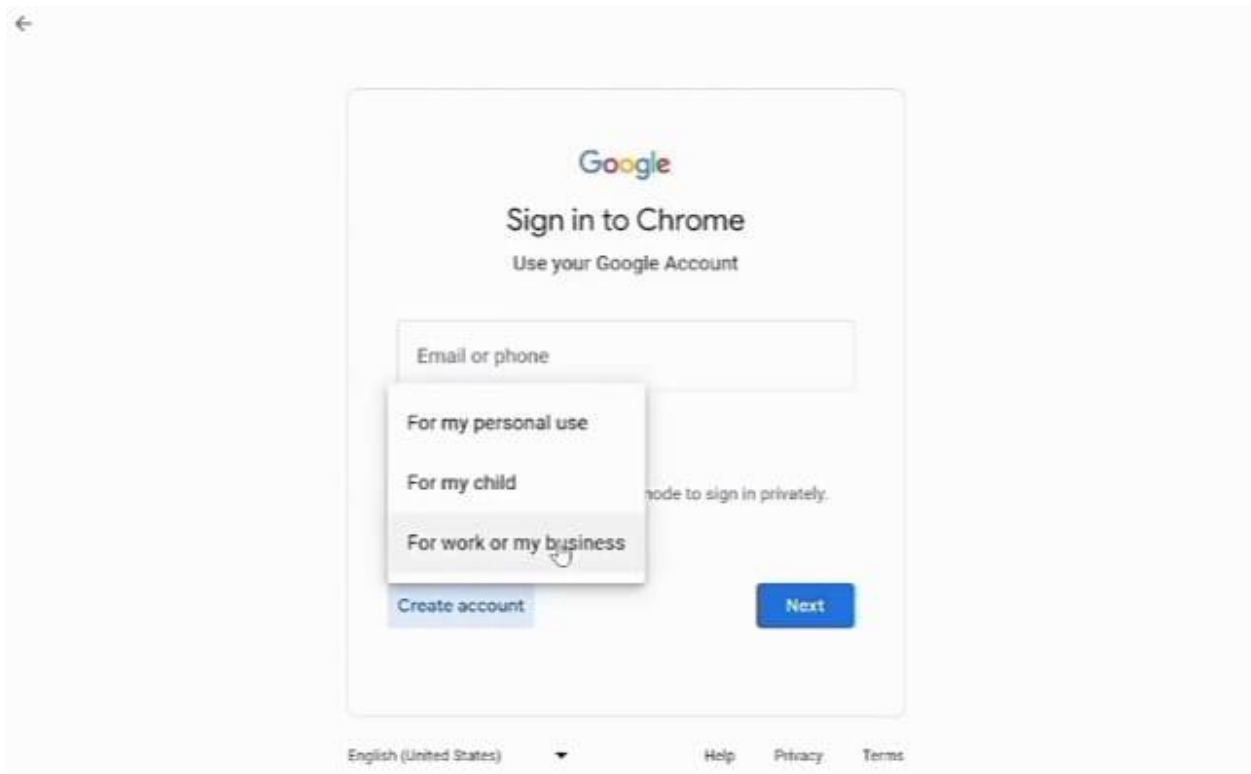 Google
Sign in to Chrome
Use your Google Account
Email or phone
For my personal use
For my child
mode to sign in privately.
For work or my business
Create account
Next
English (United States)
Help Privacy Terms